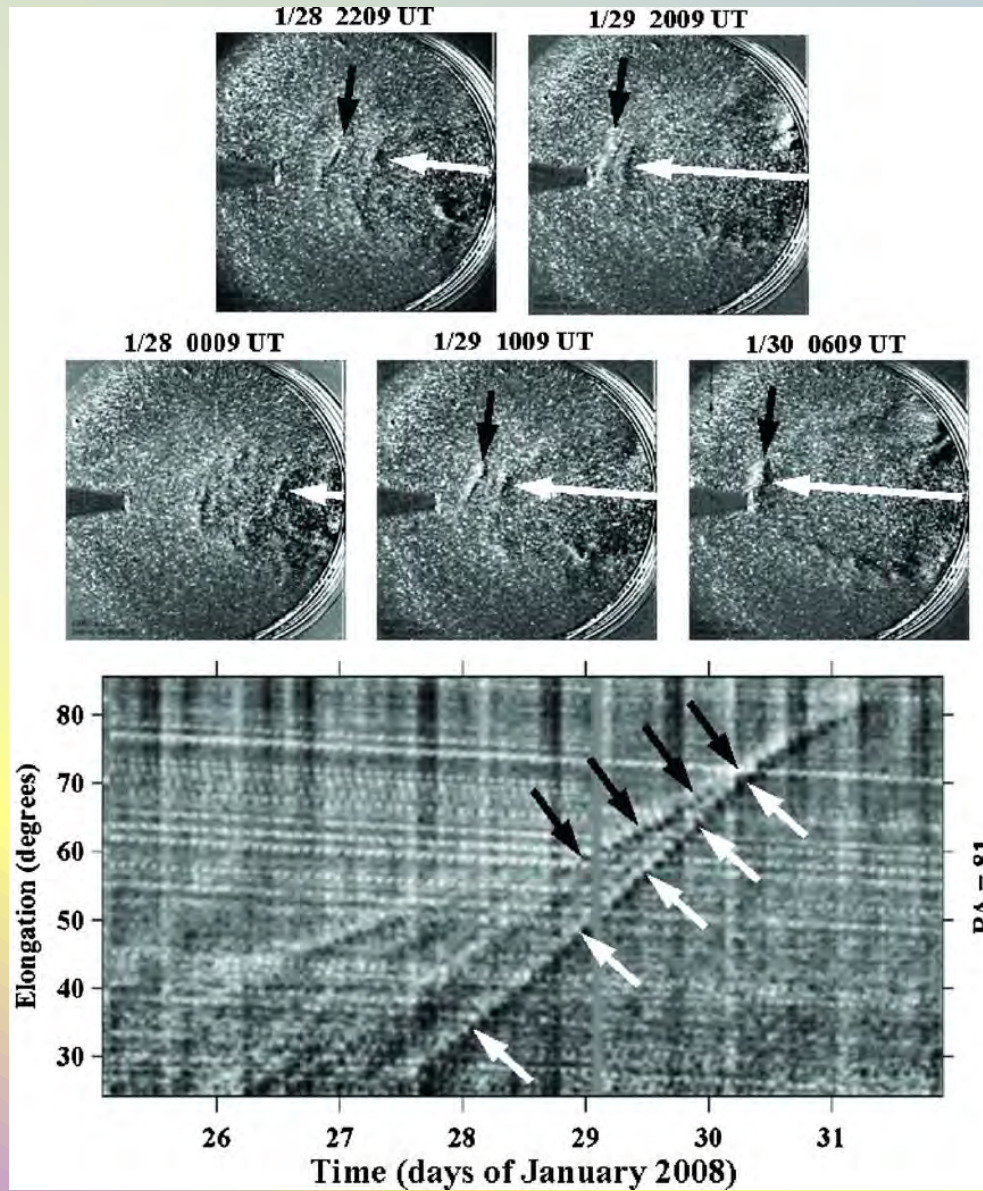 1/28 2209 UT
1/29 2009 UT
1/28 0009 UT
1/29 1009 UT
1/30 0609 UT
80
70
60
50
40
30
Elongation (degrees)
26 27 28 29 30 31
Time (days of January 2008)